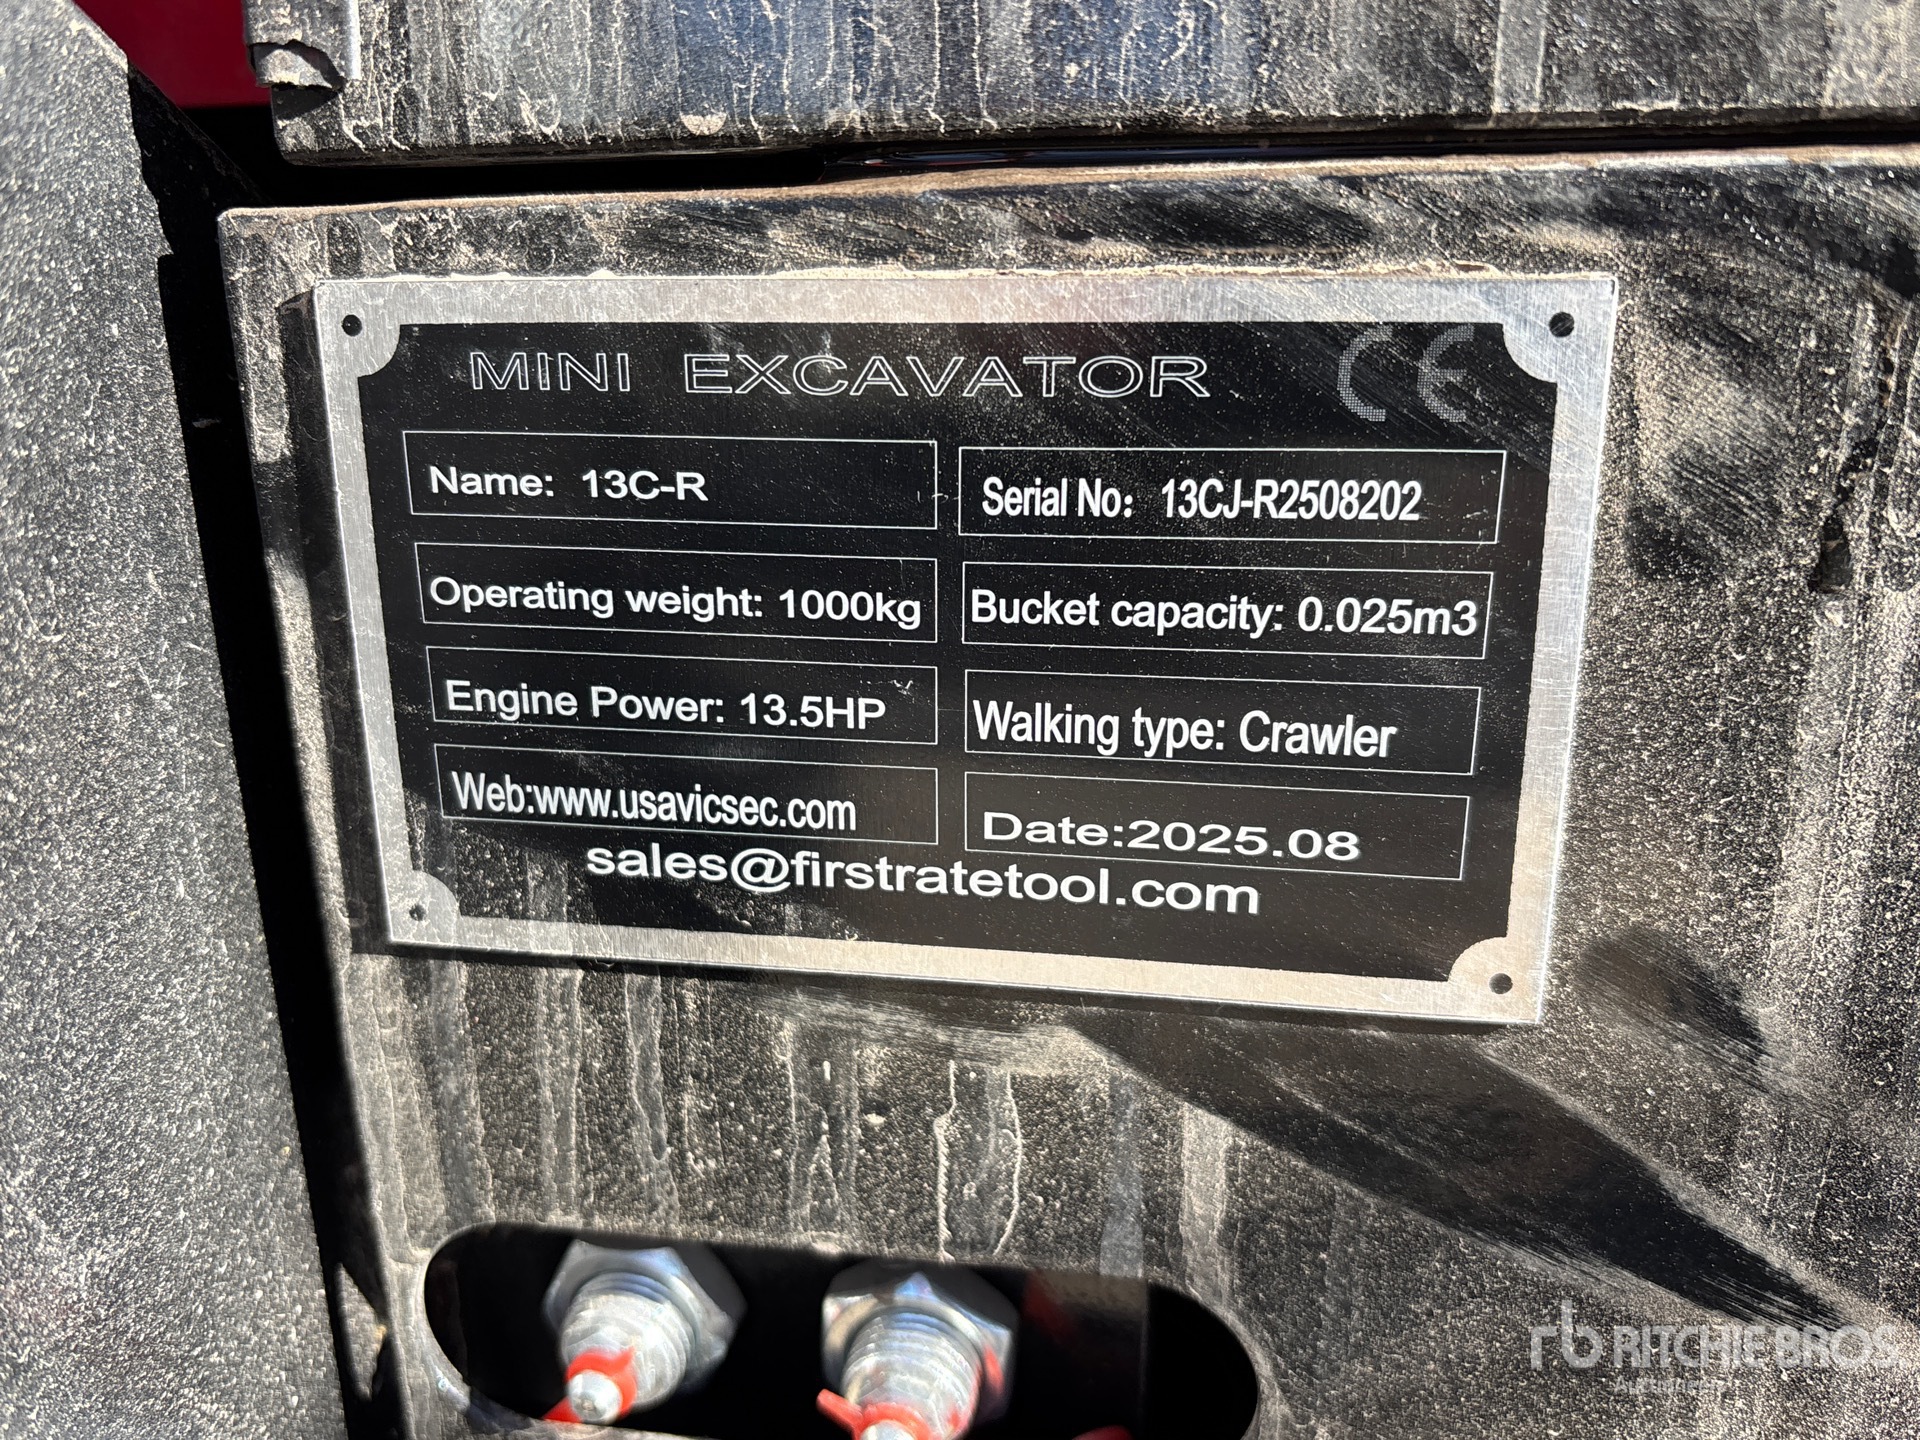 MINI EXCAVATOR CE
Name: 13C-R
Serial No: 13CJ-R2508202
Operating weight: 1000kg
Bucket capacity: 0.025m3
Engine Power: 13.5HP
Walking type: Crawler
Web:www.usavicsec.com
Date:2025.08
sales@firstratetool.com
rb RITCHIE BROS
Auctioneers